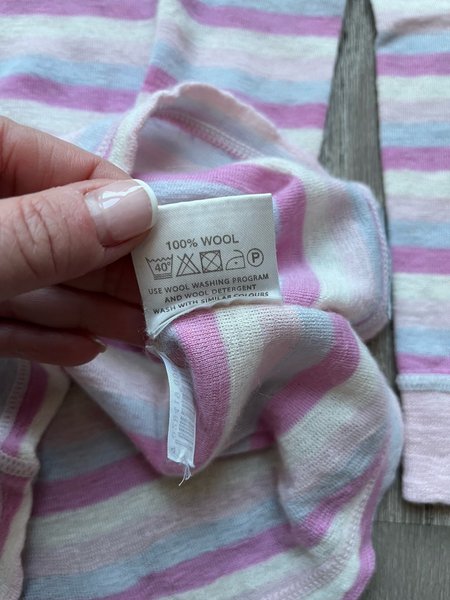 100% WOOL
40°
P
USE WOOL WASHING PROGRAM
AND WOOL DETERGENT
WASH WITH SIMILAR COLOURS